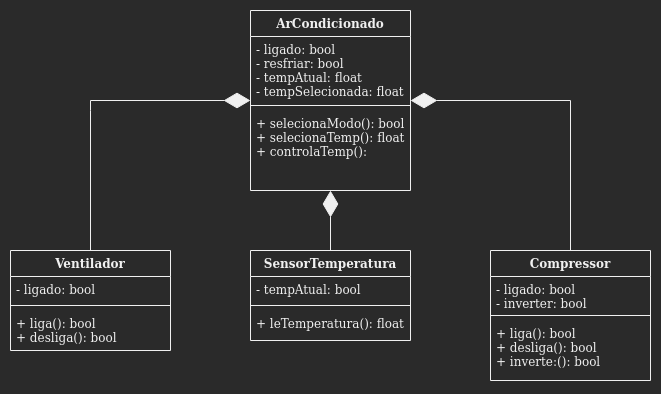 ArCondicionado
- ligado: bool
- resfriar: bool
- tempAtual: float
- tempSelecionada: float
+ selecionaModo(): bool
+ selecionaTemp(): float
+ controlaTemp():
Ventilador
- ligado: bool
+ liga(): bool
+ desliga(): bool
SensorTemperatura
- tempAtual: bool
+ leTemperatura(): float
Compressor
- ligado: bool
- inverter: bool
+ liga(): bool
+ desliga(): bool
+ inverte:(): bool